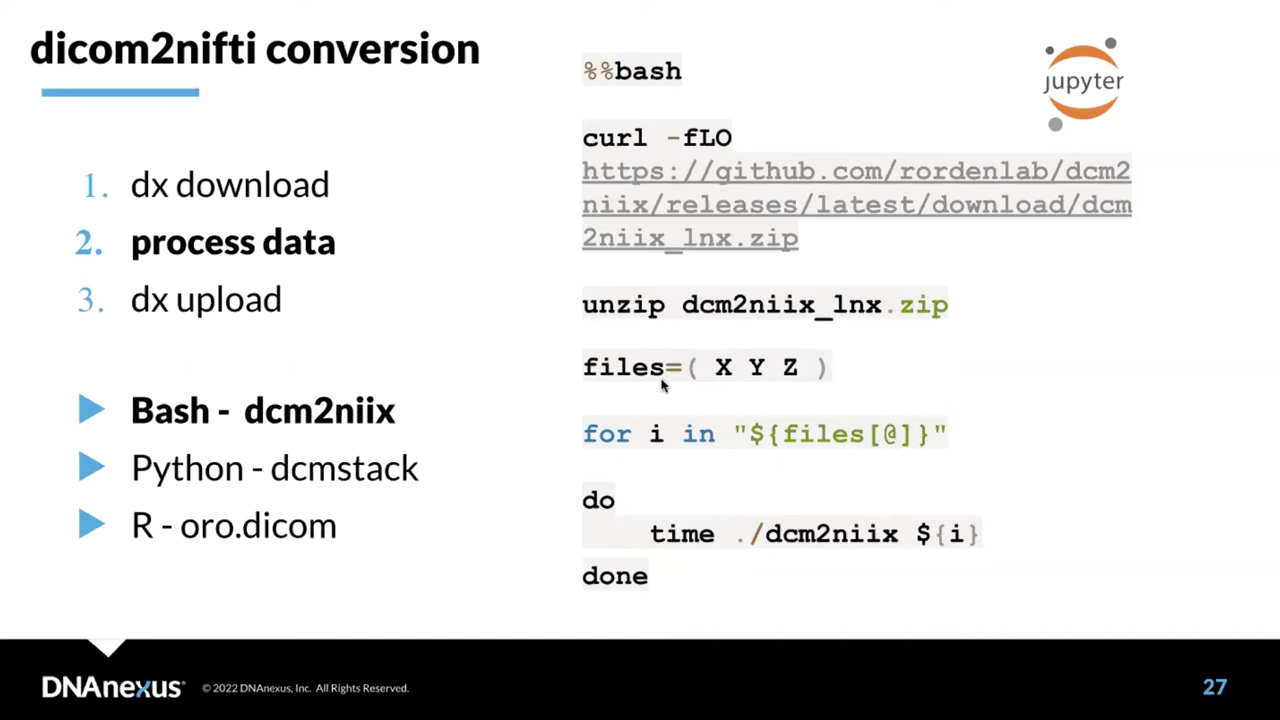 dicom2nifti conversion
1. dx download
2. process data
3. dx upload
Bash - dcm2niix
Python - dcmstack
R - oro.dicom
%%bash
curl -fLO
https://github.com/rordenlab/dcm2
niix/releases/latest/download/dcm
2niix_lnx.zip
unzip dcm2niix_lnx.zip
files=( X Y Z )
for i in "${files[@]}"
do
    time ./dcm2niix ${i}
done
jupyter
DNAnexus
© 2022 DNAnexus, Inc. All Rights Reserved.
27